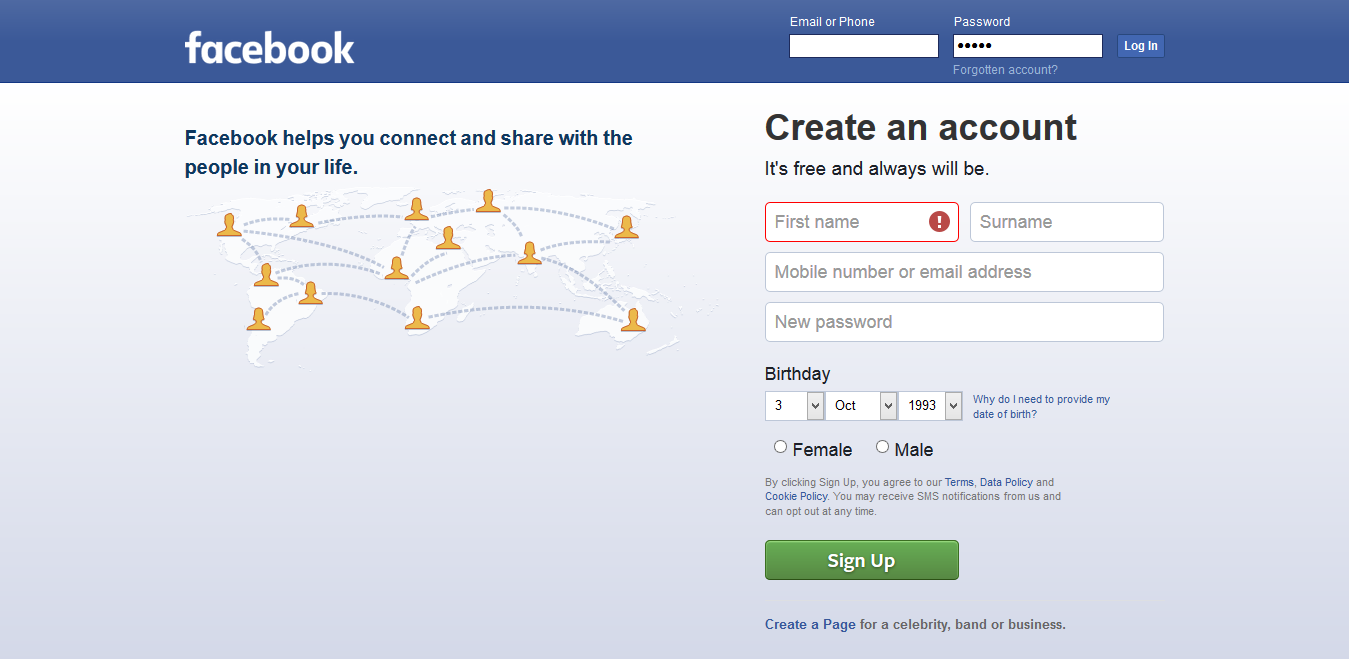 facebook
Email or Phone
Password
•••••
Log In
Forgotten account?
Facebook helps you connect and share with the
people in your life.
Create an account
It's free and always will be.
First name
Surname
Mobile number or email address
New password
Birthday
3 Oct 1993
Why do I need to provide my
date of birth?
Female Male
By clicking Sign Up, you agree to our Terms, Data Policy and
Cookie Policy. You may receive SMS notifications from us and
can opt out at any time.
Sign Up
Create a Page for a celebrity, band or business.